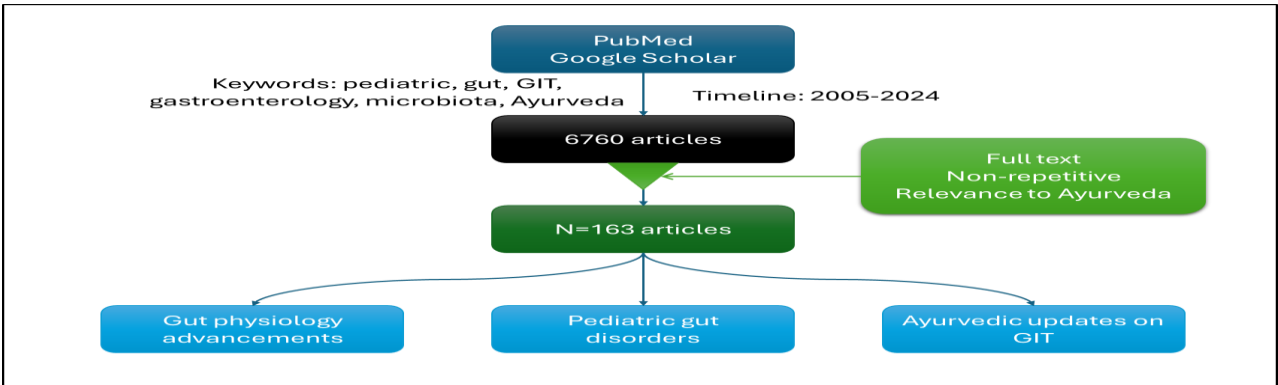 PubMed
Google Scholar
Keywords: pediatric, gut, GIT,
gastroenterology, microbiota, Ayurveda
Timeline: 2005-2024
6760 articles
Full text
Non-repetitive
Relevance to Ayurveda
N=163 articles
Gut physiology
advancements
Pediatric gut
disorders
Ayurvedic updates on
GIT